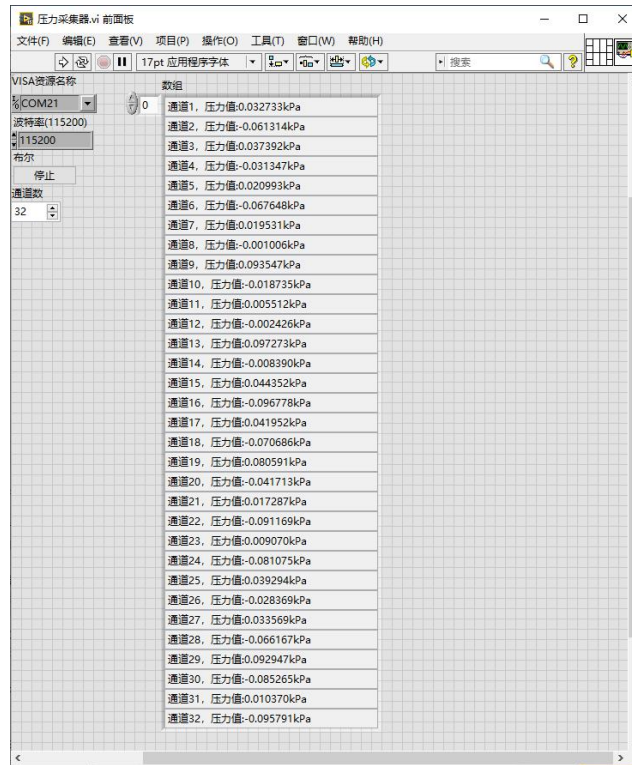 压力采集器.vi 前面板
文件(F) 编辑(E) 查看(V) 项目(P) 操作(O) 工具(T) 窗口(W) 帮助(H)
17pt 应用程序字体 搜索
VISA资源名称
COM21
波特率(115200)
115200
布尔
停止
通道数
32
数组
0
通道1，压力值:0.032733kPa
通道2，压力值:-0.061314kPa
通道3，压力值:0.037392kPa
通道4，压力值:-0.031347kPa
通道5，压力值:0.020993kPa
通道6，压力值:-0.067648kPa
通道7，压力值:0.019531kPa
通道8，压力值:-0.001006kPa
通道9，压力值:0.093547kPa
通道10，压力值:-0.018735kPa
通道11，压力值:0.005512kPa
通道12，压力值:-0.002426kPa
通道13，压力值:0.097273kPa
通道14，压力值:-0.008390kPa
通道15，压力值:0.044352kPa
通道16，压力值:-0.096778kPa
通道17，压力值:0.041952kPa
通道18，压力值:-0.070686kPa
通道19，压力值:0.080591kPa
通道20，压力值:-0.041713kPa
通道21，压力值:0.017287kPa
通道22，压力值:-0.091169kPa
通道23，压力值:0.009070kPa
通道24，压力值:-0.081075kPa
通道25，压力值:0.039294kPa
通道26，压力值:-0.028369kPa
通道27，压力值:0.033569kPa
通道28，压力值:-0.066167kPa
通道29，压力值:0.092947kPa
通道30，压力值:-0.085265kPa
通道31，压力值:0.010370kPa
通道32，压力值:-0.095791kPa